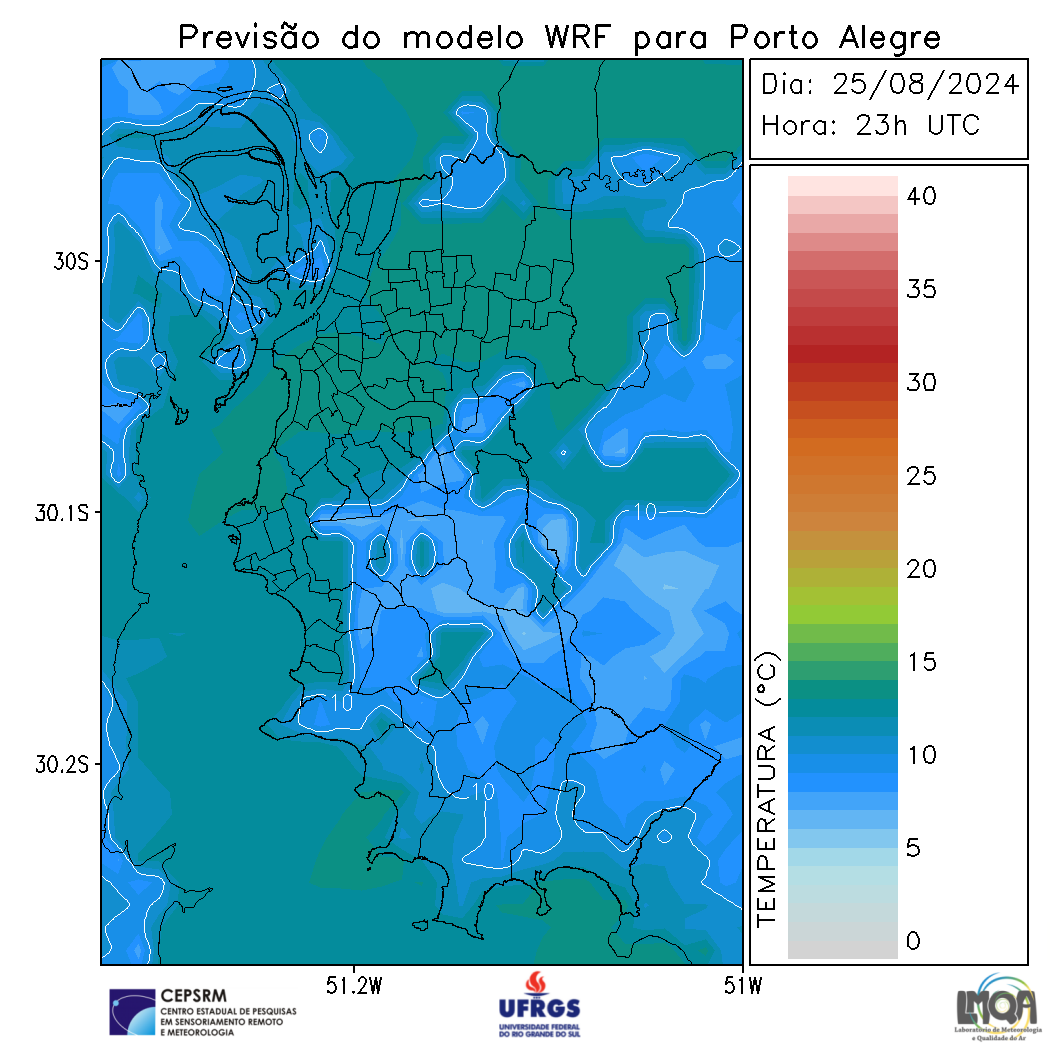 Previsão do modelo WRF para Porto Alegre
Dia: 25/08/2024
Hora: 23h UTC
40
35
30
25
20
15
10
5
0
TEMPERATURA (°C)
30S
30.1S
30.2S
10
10
10
51.2W
51W
CEPSRM
CENTRO ESTADUAL DE PESQUISAS
EM SENSORIAMENTO REMOTO
E METEOROLOGIA
UFRGS
UNIVERSIDADE FEDERAL
DO RIO GRANDE DO SUL
LMQA
Laboratório de Meteorologia
e Qualidade do Ar